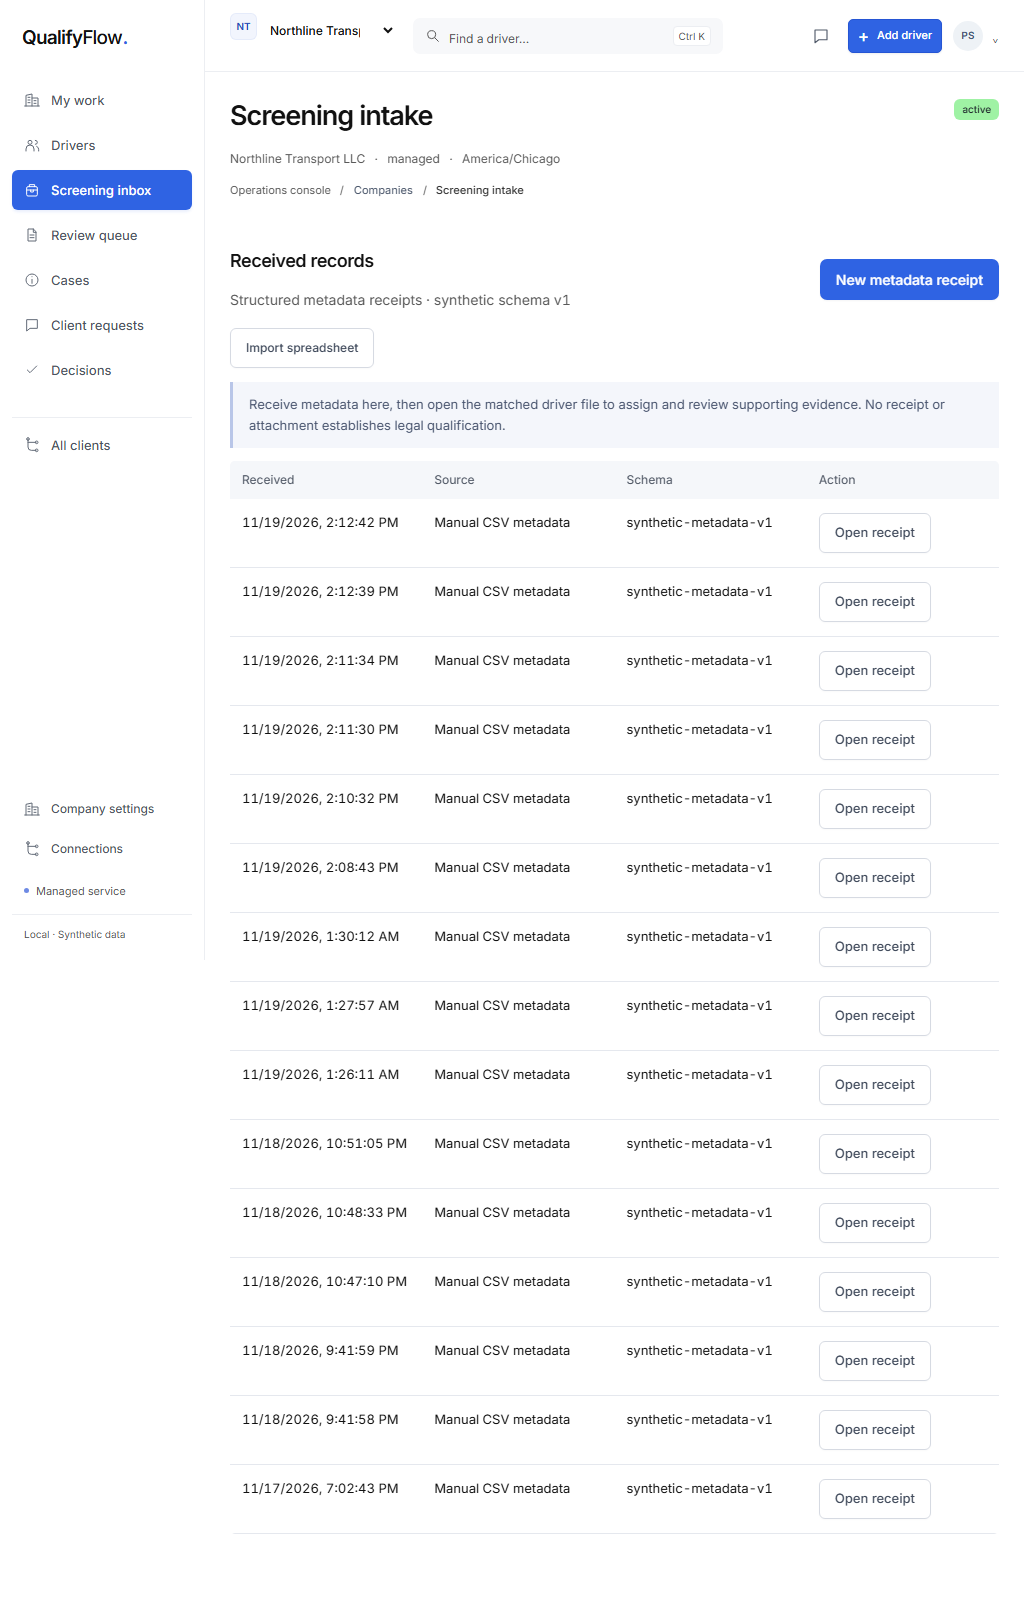 QualifyFlow.
My work
Drivers
Screening inbox
Review queue
Cases
Client requests
Decisions
All clients
Company settings
Connections
Managed service
Local · Synthetic data
NT
Northline Transp
Find a driver...
Ctrl K
+ Add driver
PS
Screening intake
active
Northline Transport LLC · managed · America/Chicago
Operations console / Companies / Screening intake
Received records
Structured metadata receipts · synthetic schema v1
New metadata receipt
Import spreadsheet
Receive metadata here, then open the matched driver file to assign and review supporting evidence. No receipt or
attachment establishes legal qualification.
Received Source Schema Action
11/19/2026, 2:12:42 PM Manual CSV metadata synthetic-metadata-v1 Open receipt
11/19/2026, 2:12:39 PM Manual CSV metadata synthetic-metadata-v1 Open receipt
11/19/2026, 2:11:34 PM Manual CSV metadata synthetic-metadata-v1 Open receipt
11/19/2026, 2:11:30 PM Manual CSV metadata synthetic-metadata-v1 Open receipt
11/19/2026, 2:10:32 PM Manual CSV metadata synthetic-metadata-v1 Open receipt
11/19/2026, 2:08:43 PM Manual CSV metadata synthetic-metadata-v1 Open receipt
11/19/2026, 1:30:12 AM Manual CSV metadata synthetic-metadata-v1 Open receipt
11/19/2026, 1:27:57 AM Manual CSV metadata synthetic-metadata-v1 Open receipt
11/19/2026, 1:26:11 AM Manual CSV metadata synthetic-metadata-v1 Open receipt
11/18/2026, 10:51:05 PM Manual CSV metadata synthetic-metadata-v1 Open receipt
11/18/2026, 10:48:33 PM Manual CSV metadata synthetic-metadata-v1 Open receipt
11/18/2026, 10:47:10 PM Manual CSV metadata synthetic-metadata-v1 Open receipt
11/18/2026, 9:41:59 PM Manual CSV metadata synthetic-metadata-v1 Open receipt
11/18/2026, 9:41:58 PM Manual CSV metadata synthetic-metadata-v1 Open receipt
11/17/2026, 7:02:43 PM Manual CSV metadata synthetic-metadata-v1 Open receipt